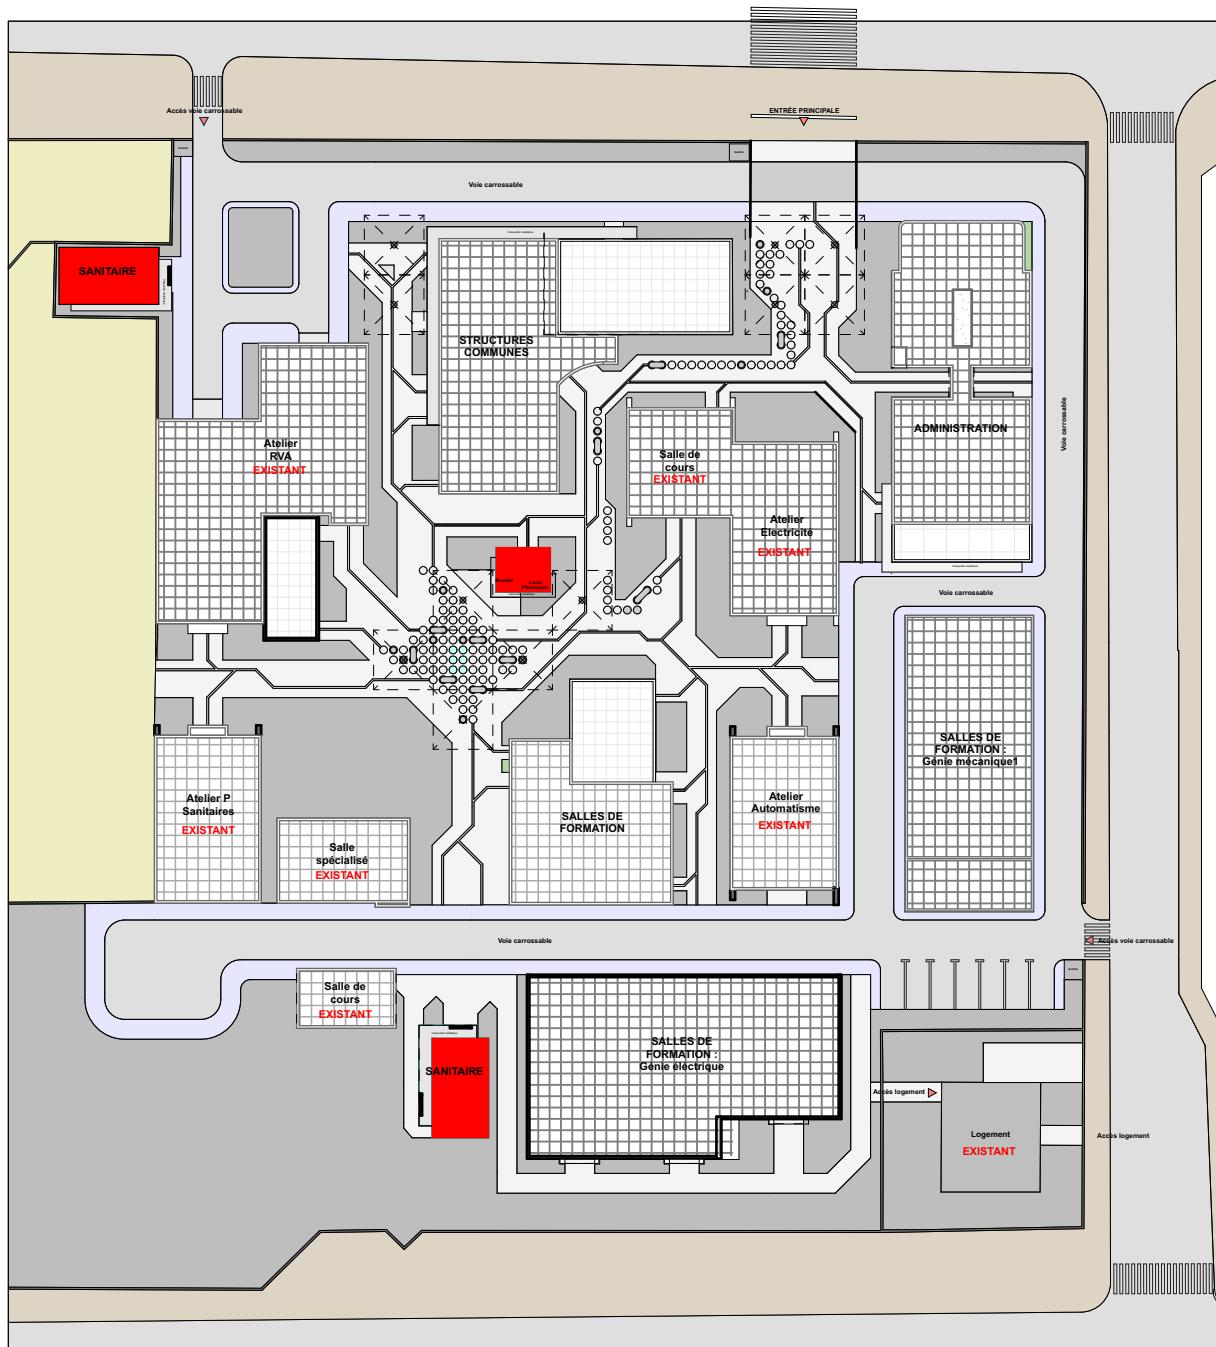 Accès voie carrossable
ENTRÉE PRINCIPALE
Voie carrossable
SANITAIRE
STRUCTURES
COMMUNES
Atelier
RVA
EXISTANT
Salle de
cours
EXISTANT
ADMINISTRATION
Voie carrossable
Atelier
Electricité
EXISTANT
Local
Voie carrossable
SALLES DE
FORMATION :
Génie mécanique1
Atelier P
Sanitaires
EXISTANT
Salle
spécialisé
EXISTANT
SALLES DE
FORMATION
Atelier
Automatisme
EXISTANT
Voie carrossable
Accès voie carrossable
Salle de
cours
EXISTANT
SANITAIRE
SALLES DE
FORMATION :
Génie éléctrique
Accès logement
Logement
EXISTANT
Accès logement